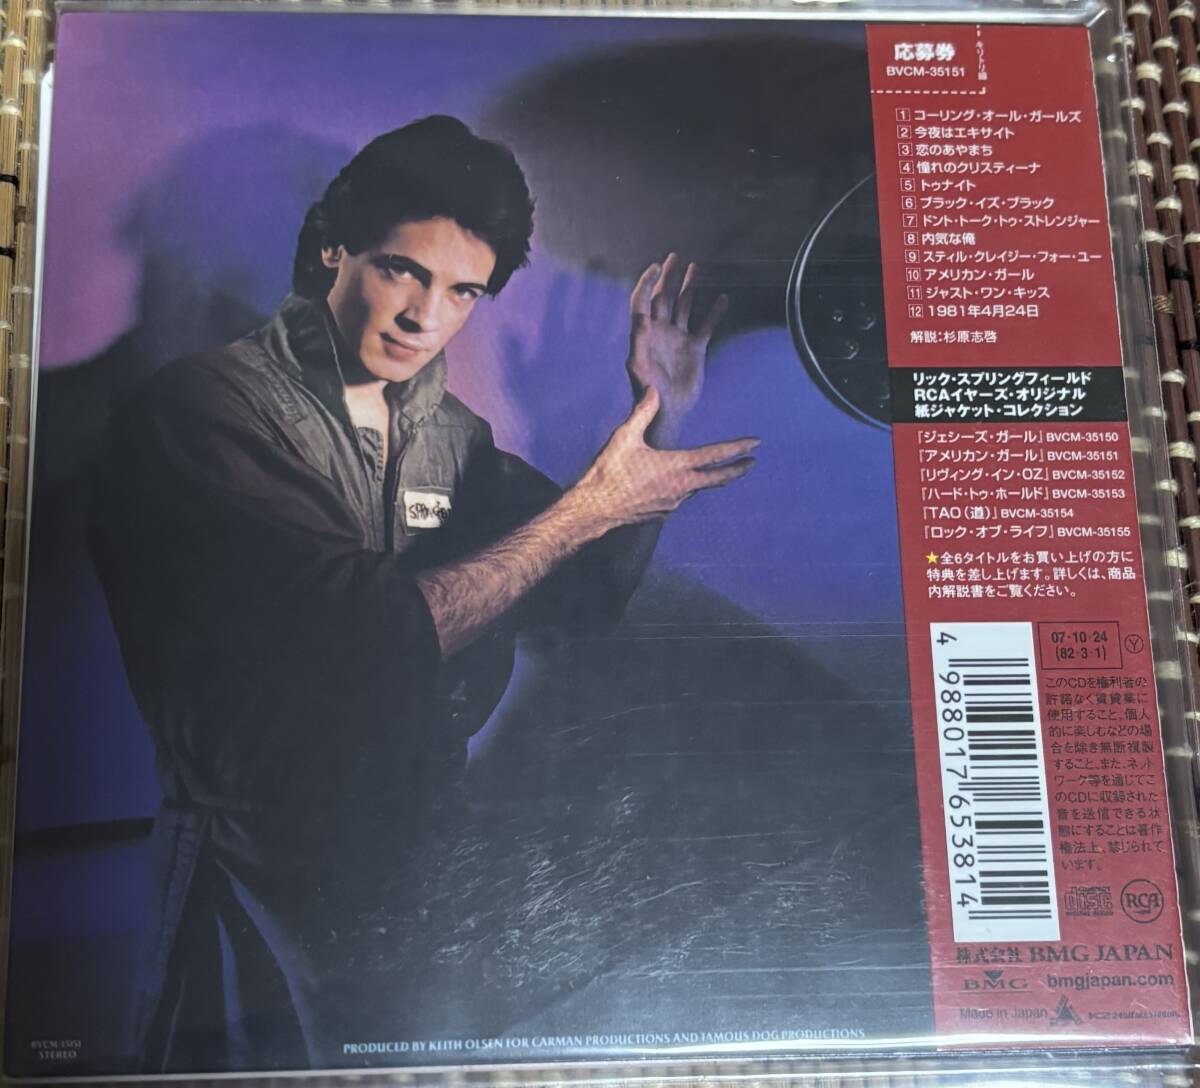 応募券
BVCM-35151
キリトリ線
1 コーリング・オール・ガールズ
2 今夜はエキサイト
3 恋のあやまち
4 憧れのクリスティーナ
5 トゥナイト
6 ブラック・イズ・ブラック
7 ドント・トーク・トゥ・ストレンジャー
8 内気な俺
9 スティル・クレイジー・フォー・ユー
10 アメリカン・ガール
11 ジャスト・ワン・キッス
12 1981年4月24日
解説：杉原志啓
リック・スプリングフィールド
RCAイヤーズ・オリジナル
紙ジャケット・コレクション
『ジェシーズ・ガール』BVCM-35150
『アメリカン・ガール』BVCM-35151
『リヴィング・イン・OZ』BVCM-35152
『ハード・トゥ・ホールド』BVCM-35153
『TAO（道）』BVCM-35154
『ロック・オブ・ライフ』BVCM-35155
★全6タイトルをお買い上げの方に
特典を差し上げます。詳しくは、商品
内解説書をご覧ください。
4 988017 653814
07・10・24
(82・3・1)
Y
このCDを権利者の
許諾なく賃貸業に
使用すること、個人
的に楽しむなどの場
合を除き無断複製
すること、また、ネット
ワーク等を通じてこ
のCDに収録された
音を送信できる状
態にすることは著作
権法上、禁じられて
います。
COMPACT
DISC
DIGITAL AUDIO
RCA
株式会社 BMG JAPAN
BMG
bmgjapan.com
Made in Japan
BVCM-35151
STEREO
PRODUCED BY KEITH OLSEN FOR CARMAN PRODUCTIONS AND FAMOUS DOG PRODUCTIONS